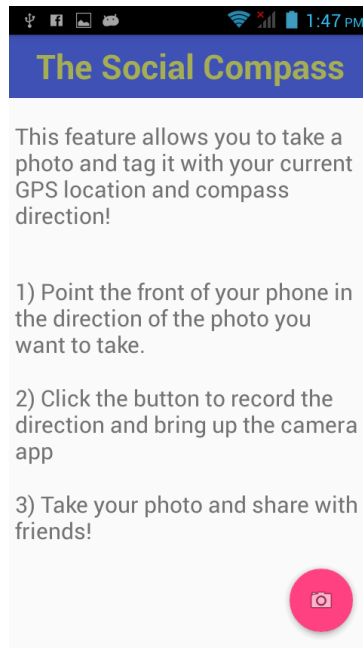 1:47 PM
The Social Compass
This feature allows you to take a
photo and tag it with your current
GPS location and compass
direction!
1) Point the front of your phone in
the direction of the photo you
want to take.
2) Click the button to record the
direction and bring up the camera
app
3) Take your photo and share with
friends!